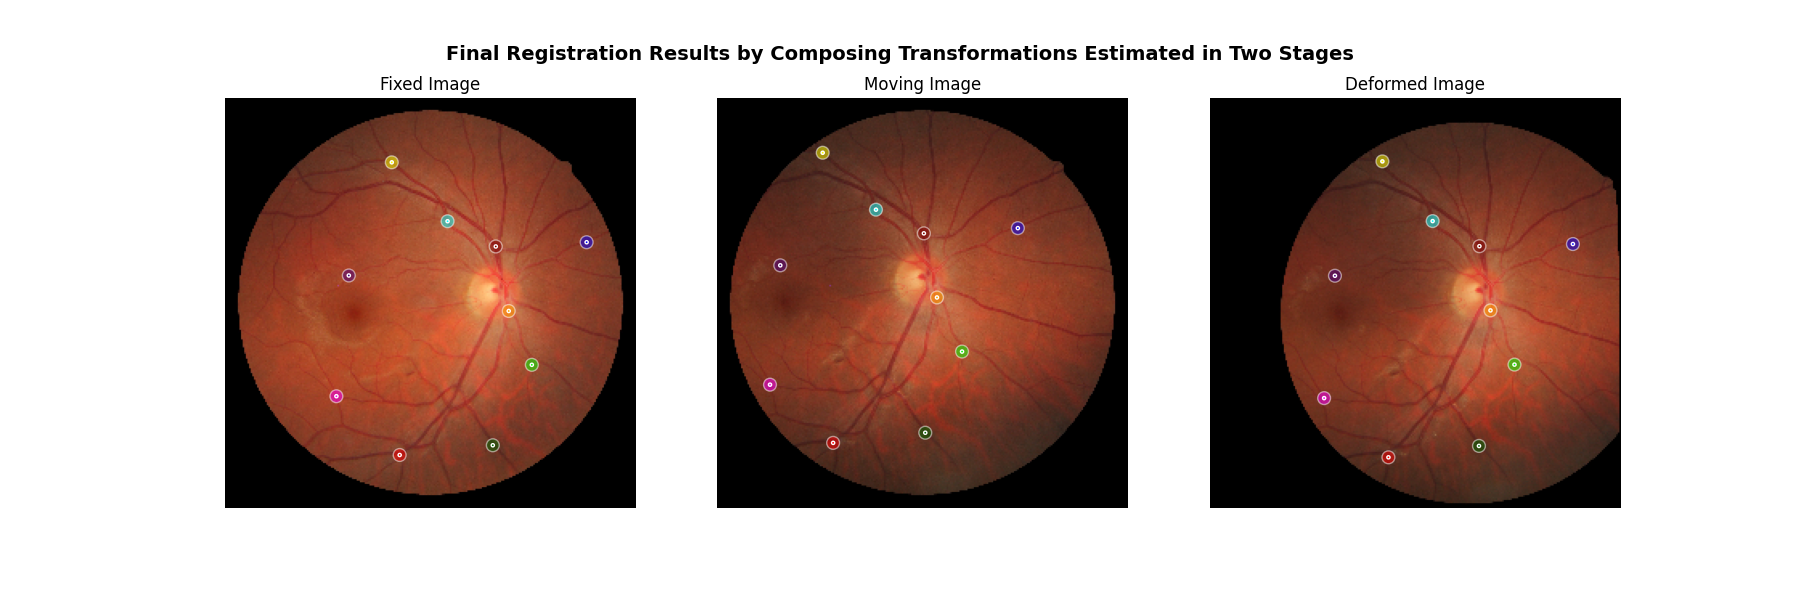 Final Registration Results by Composing Transformations Estimated in Two Stages
Fixed Image
Moving Image
Deformed Image